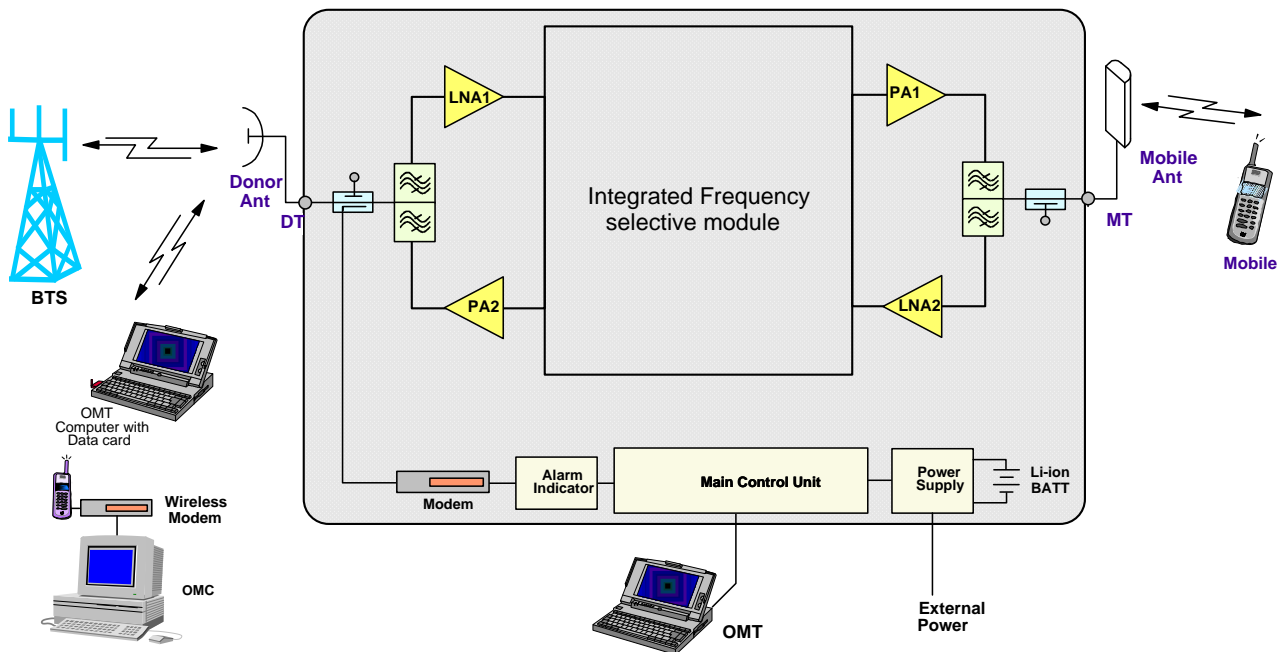 LNA1
PA1
Donor
Ant
DT
Integrated Frequency
selective module
Mobile
Ant
MT
Mobile
BTS
PA2
LNA2
OMT
Computer with
Data card
Wireless
Modem
OMC
Modem
Alarm
Indicator
Main Control Unit
Power
Supply
Li-ion
BATT
OMT
External
Power